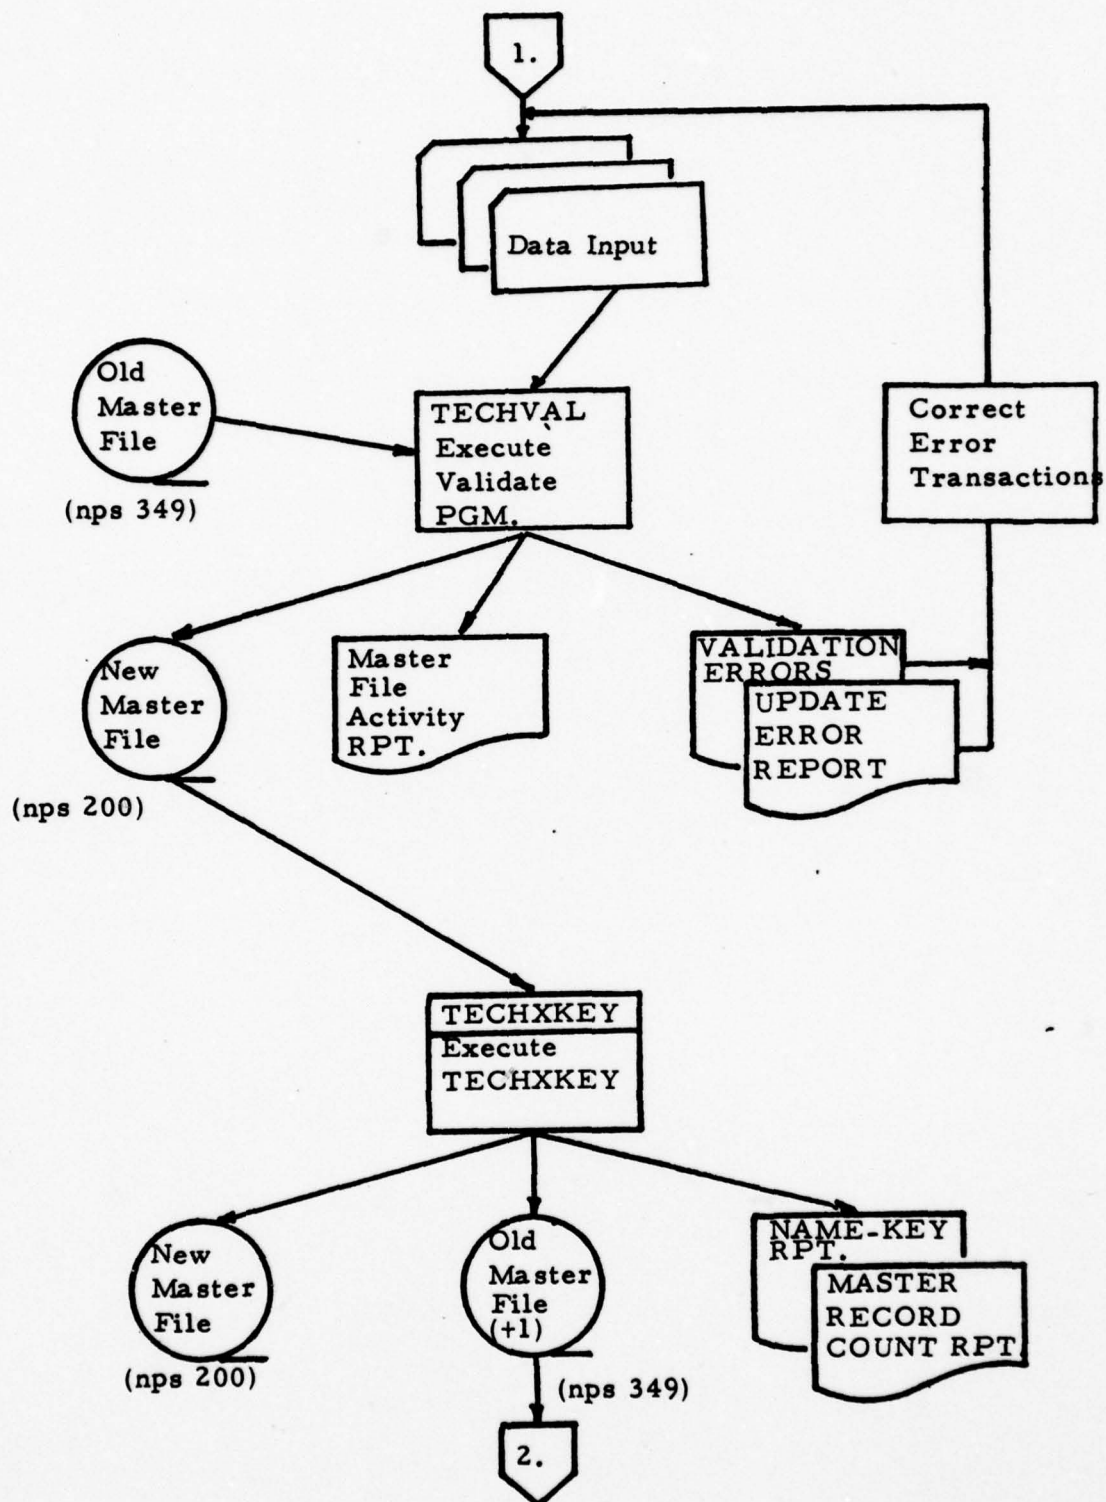 1.
Data Input
Old
Master
File
(nps 349)
TECHVAL
Execute
Validate
PGM.
Correct
Error
Transactions
New
Master
File
(nps 200)
Master
File
Activity
RPT.
VALIDATION
ERRORS
UPDATE
ERROR
REPORT
TECHXKEY
Execute
TECHXKEY
New
Master
File
(nps 200)
Old
Master
File
(+1)
(nps 349)
NAME-KEY
RPT.
MASTER
RECORD
COUNT RPT.
2.